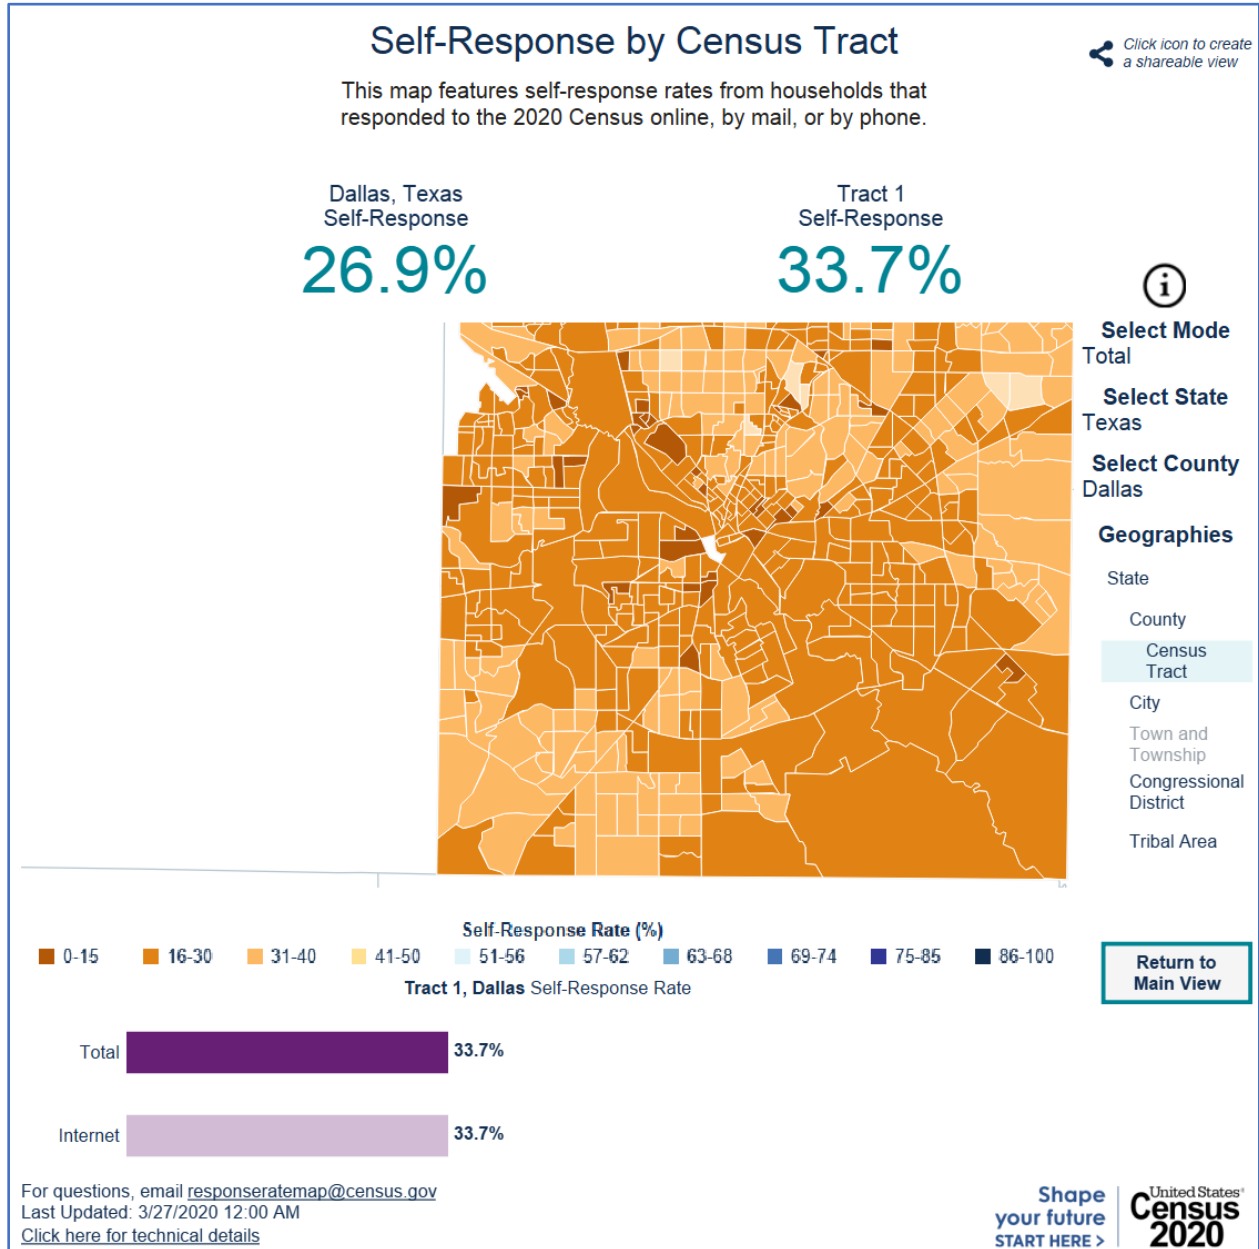 Self-Response by Census Tract
Click icon to create
a shareable view
This map features self-response rates from households that
responded to the 2020 Census online, by mail, or by phone.
Dallas, Texas
Self-Response
26.9%
Tract 1
Self-Response
33.7%
i
Select Mode
Total
Select State
Texas
Select County
Dallas
Geographies
State
County
Census
Tract
City
Town and
Township
Congressional
District
Tribal Area
Self-Response Rate (%)
0-15 16-30 31-40 41-50 51-56 57-62 63-68 69-74 75-85 86-100
Tract 1, Dallas Self-Response Rate
Return to
Main View
Total 33.7%
Internet 33.7%
For questions, email responseratemap@census.gov
Last Updated: 3/27/2020 12:00 AM
Click here for technical details
Shape
your future
START HERE >
United States®
Census
2020